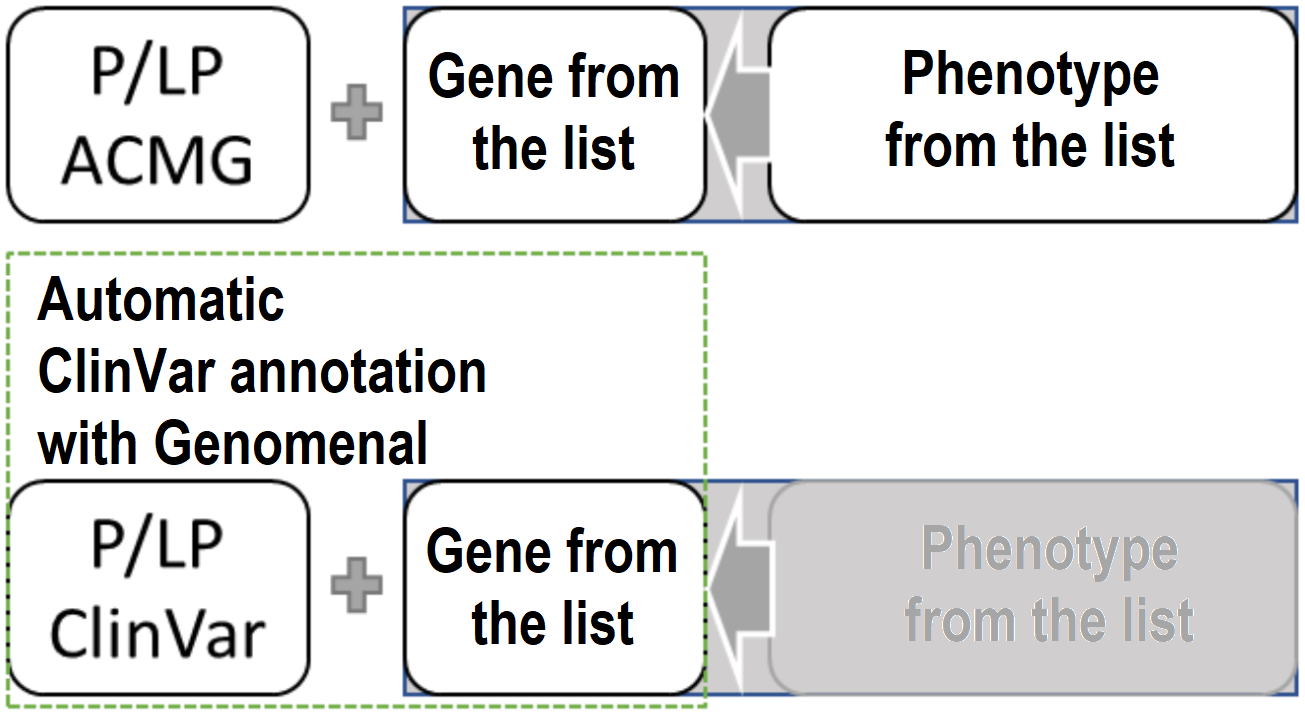 P/LP
ACMG
Gene from
the list
Phenotype
from the list
Automatic
ClinVar annotation
with Genomenal
P/LP
ClinVar
Gene from
the list
Phenotype
from the list